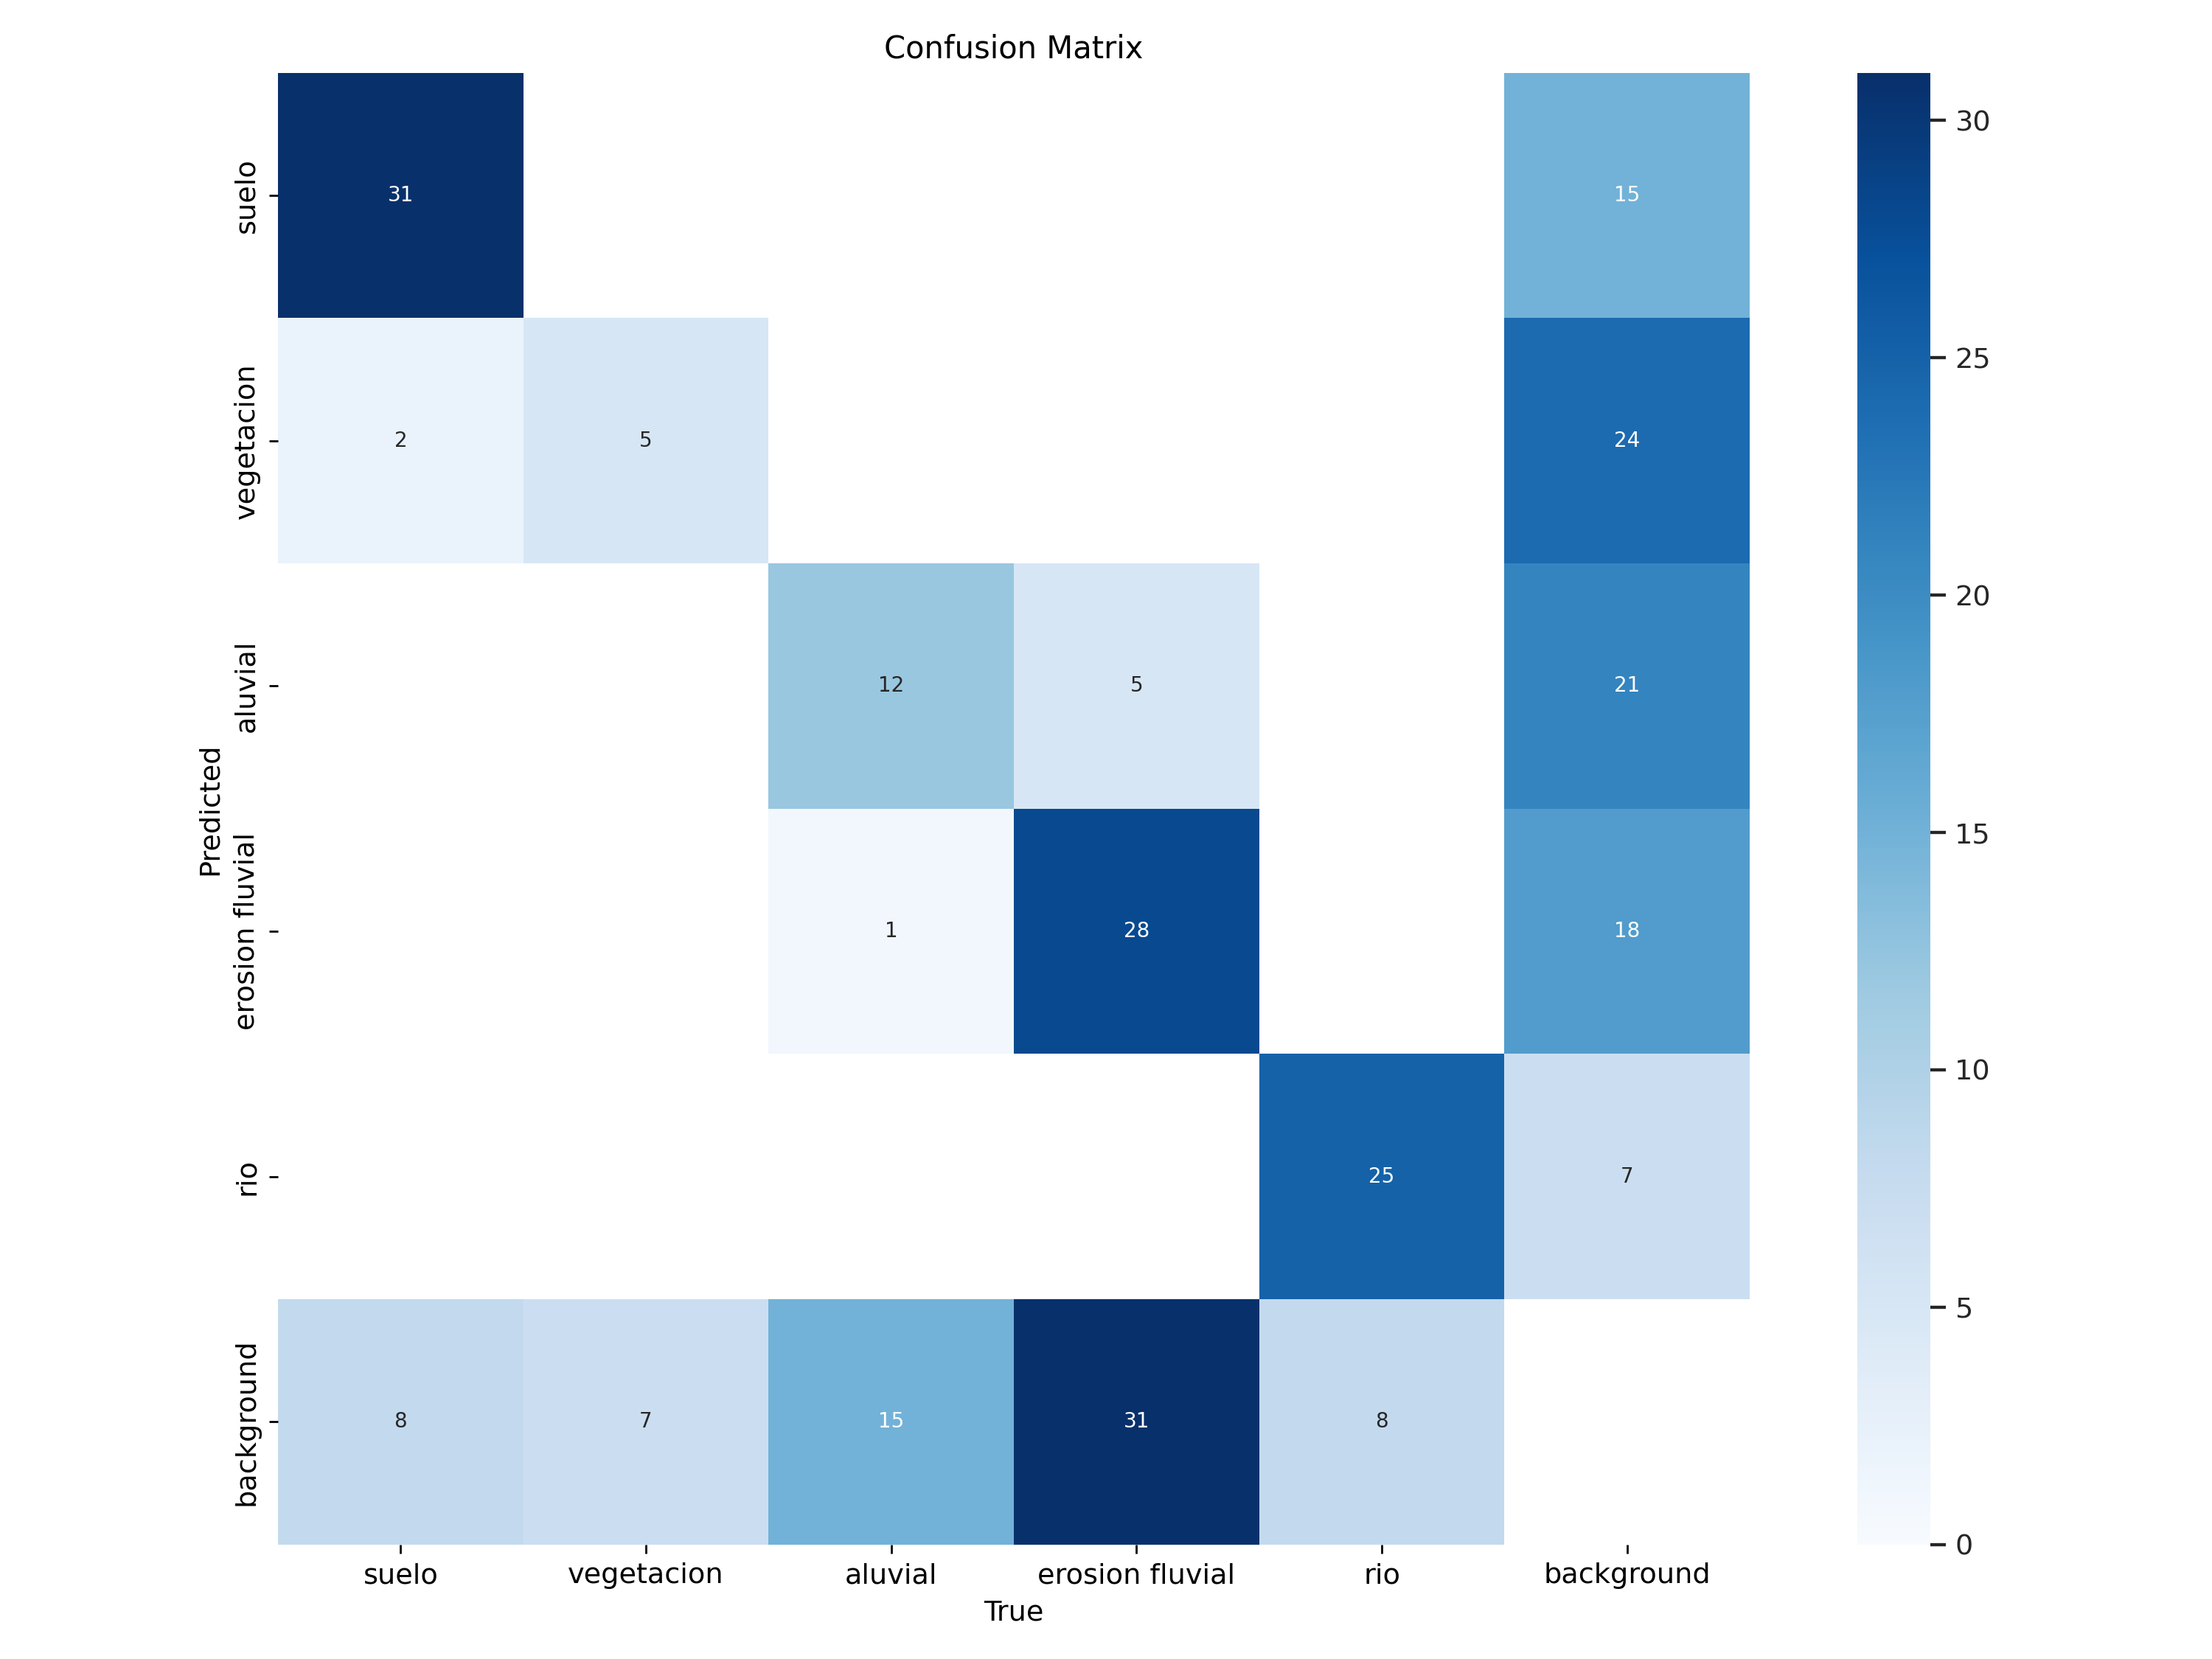 Confusion Matrix
suelo
31
15
30
vegetacion
2
5
24
25
aluvial
12
5
21
20
Predicted
erosion fluvial
1
28
18
15
rio
25
7
10
background
8
7
15
31
8
5
0
suelo
vegetacion
aluvial
erosion fluvial
rio
background
True